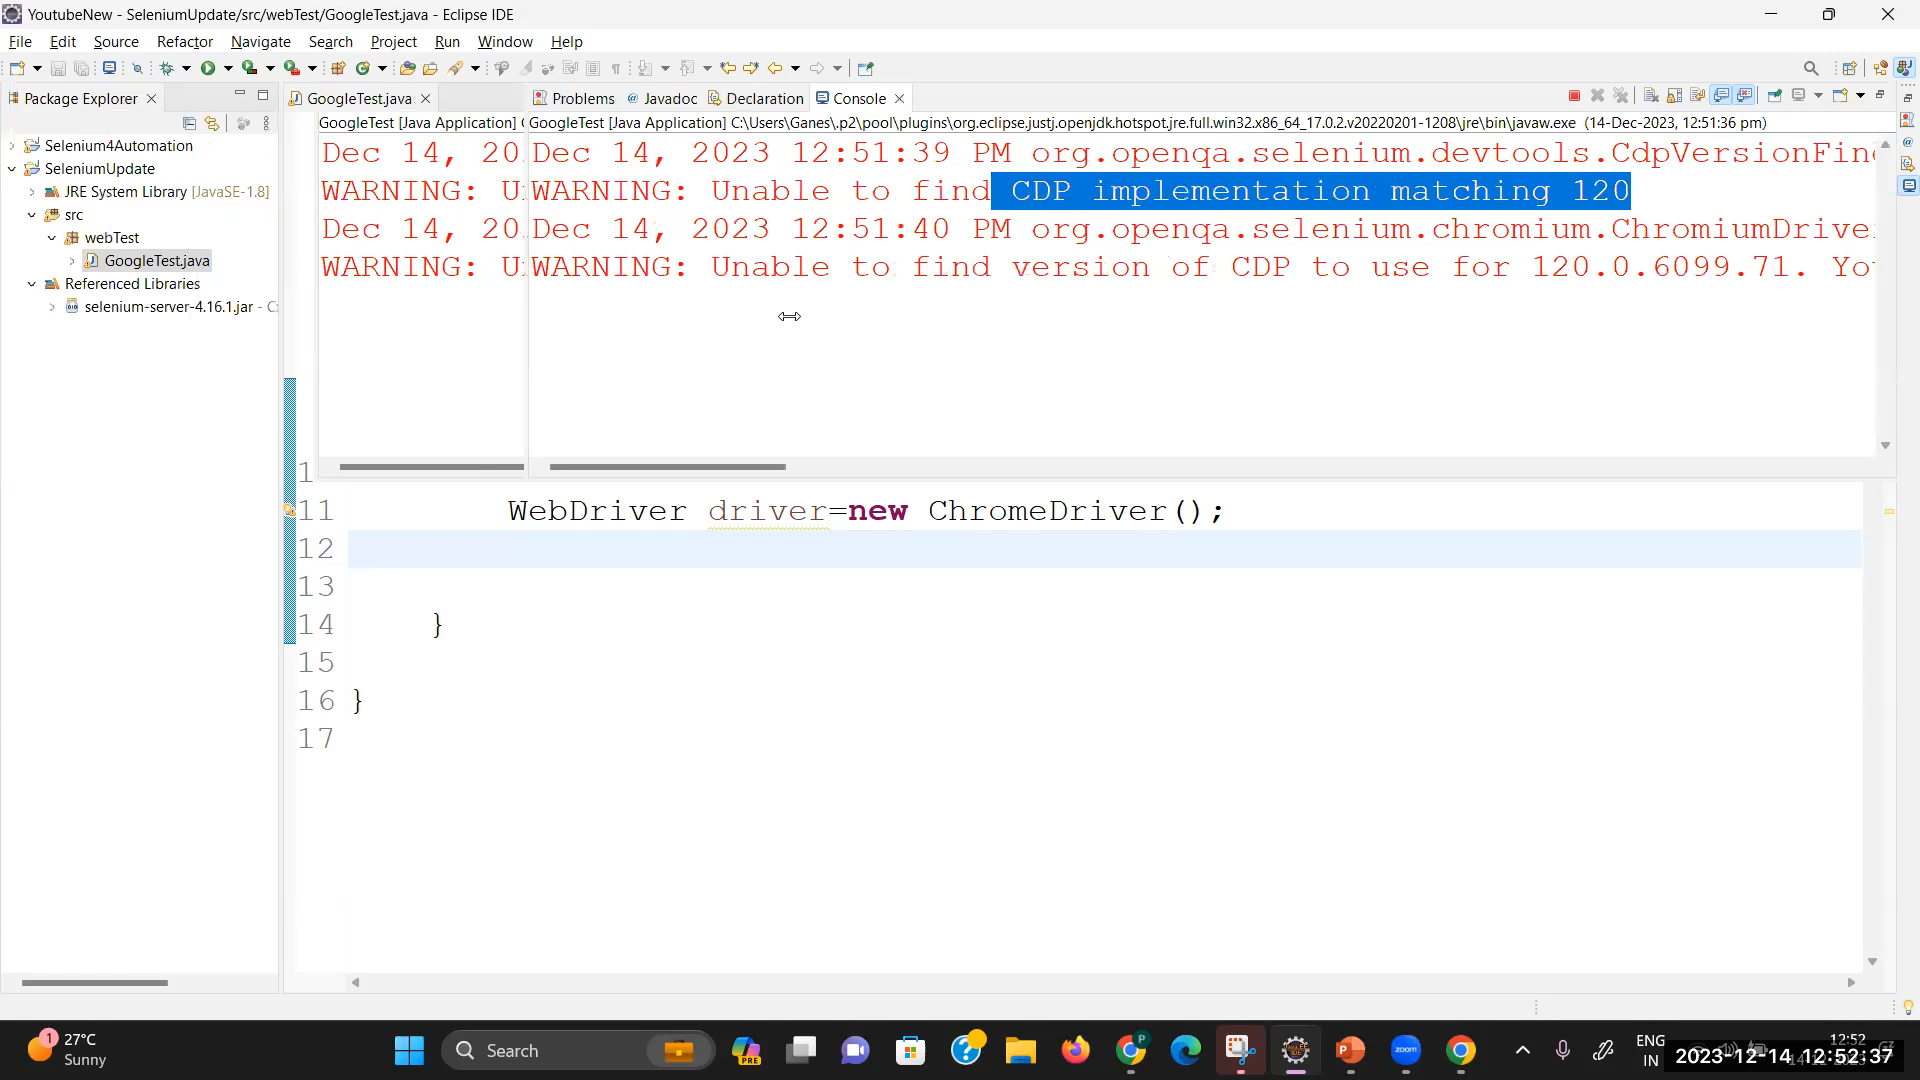 YoutubeNew - SeleniumUpdate/src/webTest/GoogleTest.java - Eclipse IDE
File Edit Source Refactor Navigate Search Project Run Window Help
Package Explorer
GoogleTest.java
Problems @ Javadoc Declaration Console
GoogleTest [Java Application] C
GoogleTest [Java Application] C:\Users\Ganes\.p2\pool\plugins\org.eclipse.justj.openjdk.hotspot.jre.full.win32.x86_64_17.0.2.v20220201-1208\jre\bin\javaw.exe (14-Dec-2023, 12:51:36 pm)
Selenium4Automation
SeleniumUpdate
JRE System Library [JavaSE-1.8]
src
webTest
GoogleTest.java
Referenced Libraries
selenium-server-4.16.1.jar - C:
Dec 14, 20
WARNING: U
Dec 14, 20
WARNING: U
Dec 14, 2023 12:51:39 PM org.openqa.selenium.devtools.CdpVersionFin
WARNING: Unable to find CDP implementation matching 120
Dec 14, 2023 12:51:40 PM org.openqa.selenium.chromium.ChromiumDrive
WARNING: Unable to find version of CDP to use for 120.0.6099.71. Yo
1
11 WebDriver driver=new ChromeDriver();
12
13
14 }
15
16 }
17
1
27°C
Sunny
Search
PRE
zoom
P
ENG
IN
12:52
2023-12-14 12:52:37